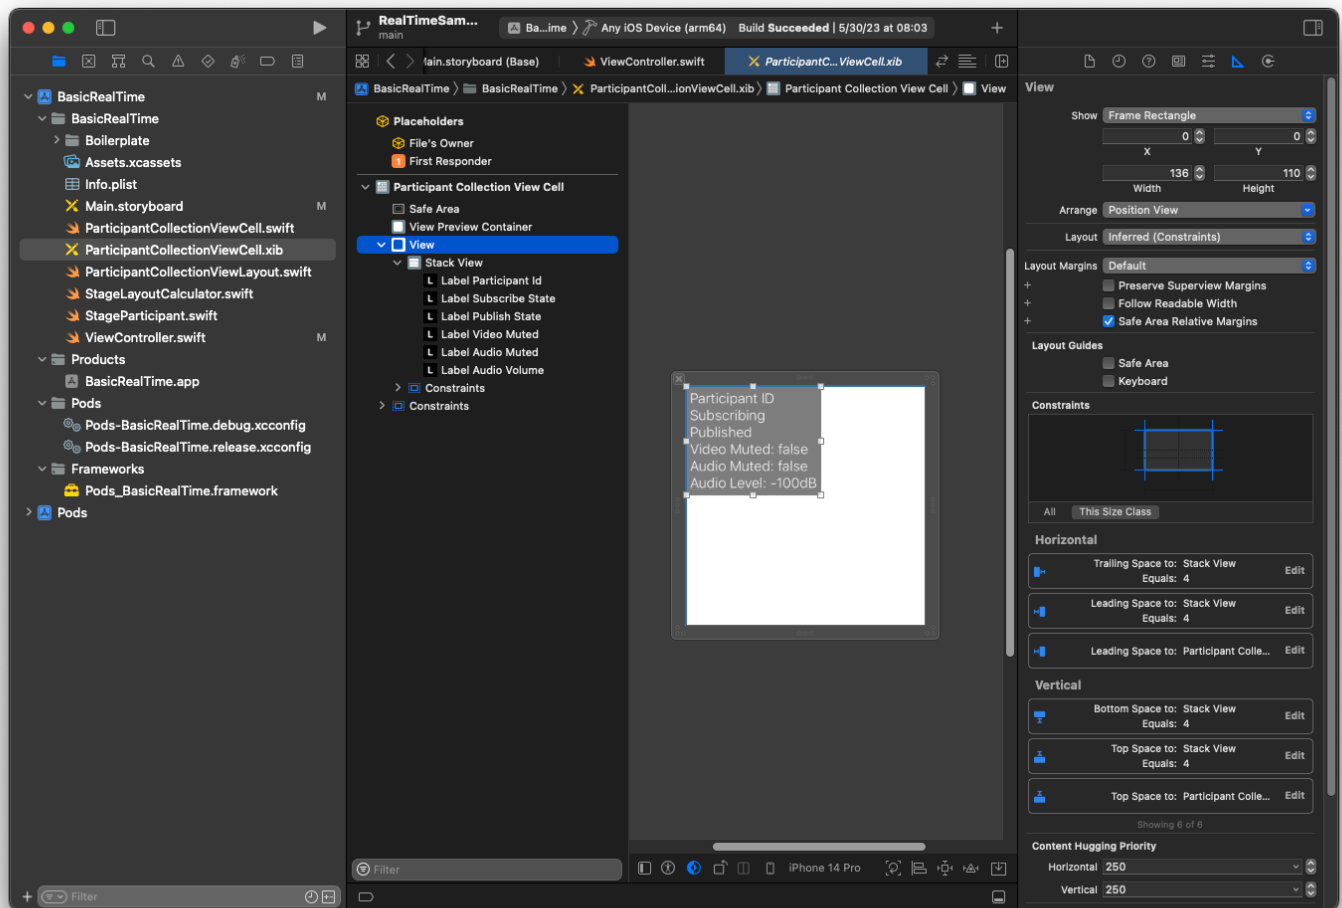 RealTimeSam...
main
Ba...ime
Any iOS Device (arm64)
Build Succeeded | 5/30/23 at 08:03
BasicRealTime M
BasicRealTime
Boilerplate
Assets.xcassets
Info.plist
Main.storyboard M
ParticipantCollectionViewCell.swift
ParticipantCollectionViewCell.xib
ParticipantCollectionViewLayout.swift
StageLayoutCalculator.swift
StageParticipant.swift
ViewController.swift M
Products
BasicRealTime.app
Pods
Pods-BasicRealTime.debug.xcconfig
Pods-BasicRealTime.release.xcconfig
Frameworks
Pods_BasicRealTime.framework
Pods
Filter
Main.storyboard (Base)
ViewController.swift
ParticipantC...ViewCell.xib
BasicRealTime
BasicRealTime
ParticipantColl...ionViewCell.xib
Participant Collection View Cell
View
Placeholders
File's Owner
1 First Responder
Participant Collection View Cell
Safe Area
View Preview Container
View
Stack View
L Label Participant Id
L Label Subscribe State
L Label Publish State
L Label Video Muted
L Label Audio Muted
L Label Audio Volume
Constraints
Constraints
Filter
Participant ID
Subscribing
Published
Video Muted: false
Audio Muted: false
Audio Level: -100dB
iPhone 14 Pro
View
Show Frame Rectangle
0 0
X Y
136 110
Width Height
Arrange Position View
Layout Inferred (Constraints)
Layout Margins Default
Preserve Superview Margins
Follow Readable Width
Safe Area Relative Margins
Layout Guides
Safe Area
Keyboard
Constraints
All This Size Class
Horizontal
Trailing Space to: Stack View Edit
Equals: 4
Leading Space to: Stack View Edit
Equals: 4
Leading Space to: Participant Colle... Edit
Vertical
Bottom Space to: Stack View Edit
Equals: 4
Top Space to: Stack View Edit
Equals: 4
Top Space to: Participant Colle... Edit
Showing 6 of 6
Content Hugging Priority
Horizontal 250
Vertical 250